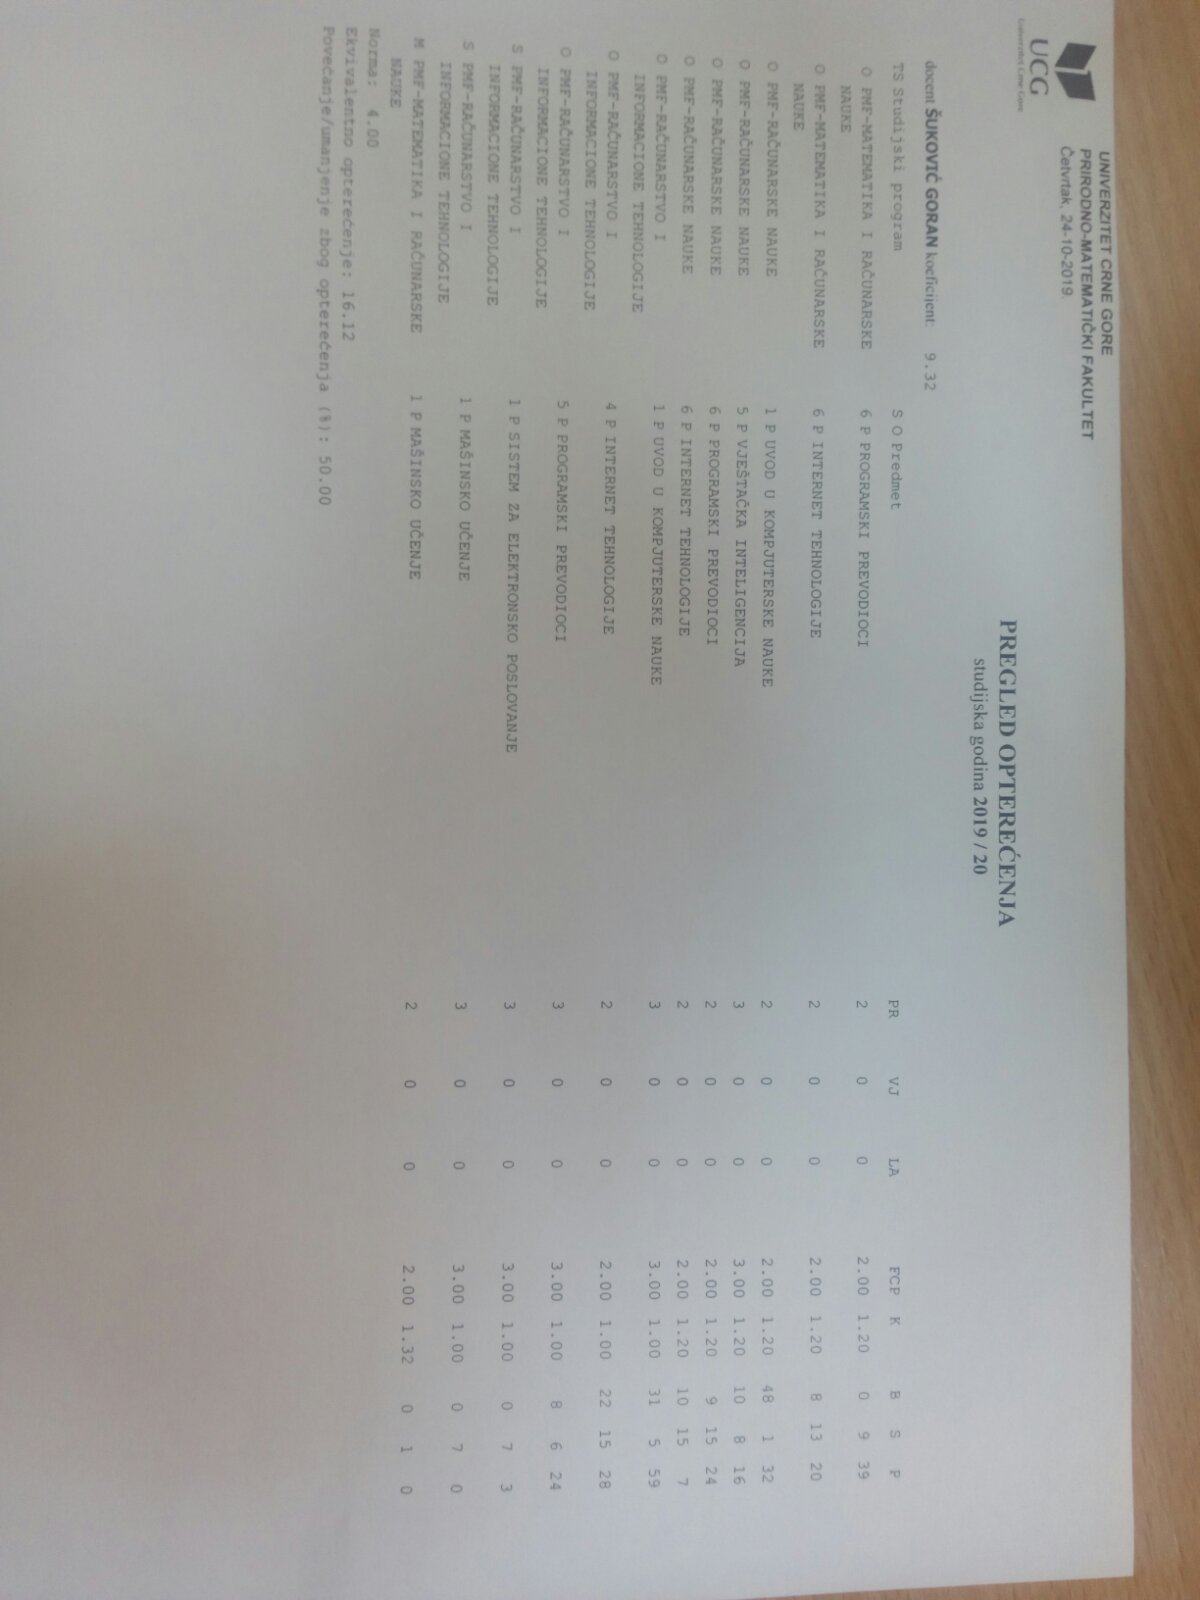 UCG
Univerzitet Crne Gore
UNIVERZITET CRNE GORE
PRIRODNO-MATEMATIČKI FAKULTET
Četvrtak, 24-10-2019.
PREGLED OPTEREĆENJA
studijska godina 2019 / 20
docent ŠUKOVIĆ GORAN koeficijent: 9.32
TS Studijski program S O Predmet PR VJ LA FCP K B S P
O PMF-MATEMATIKA I RAČUNARSKE 6 P PROGRAMSKI PREVODIOCI 2 0 0 2.00 1.20 0 9 39
NAUKE
O PMF-MATEMATIKA I RAČUNARSKE 6 P INTERNET TEHNOLOGIJE 2 0 0 2.00 1.20 8 13 20
NAUKE
O PMF-RAČUNARSKE NAUKE 1 P UVOD U KOMPJUTERSKE NAUKE 2 0 0 2.00 1.20 48 1 32
O PMF-RAČUNARSKE NAUKE 5 P VJEŠTAČKA INTELIGENCIJA 3 0 0 3.00 1.20 10 8 16
O PMF-RAČUNARSKE NAUKE 6 P PROGRAMSKI PREVODIOCI 2 0 0 2.00 1.20 9 15 24
O PMF-RAČUNARSKE NAUKE 6 P INTERNET TEHNOLOGIJE 2 0 0 2.00 1.20 10 15 7
O PMF-RAČUNARSTVO I 1 P UVOD U KOMPJUTERSKE NAUKE 3 0 0 3.00 1.00 31 5 59
INFORMACIONE TEHNOLOGIJE
O PMF-RAČUNARSTVO I 4 P INTERNET TEHNOLOGIJE 2 0 0 2.00 1.00 22 15 28
INFORMACIONE TEHNOLOGIJE
O PMF-RAČUNARSTVO I 5 P PROGRAMSKI PREVODIOCI 3 0 0 3.00 1.00 8 6 24
INFORMACIONE TEHNOLOGIJE
S PMF-RAČUNARSTVO I 1 P SISTEM ZA ELEKTRONSKO POSLOVANJE 3 0 0 3.00 1.00 0 7 3
INFORMACIONE TEHNOLOGIJE
S PMF-RAČUNARSTVO I 1 P MAŠINSKO UČENJE 3 0 0 3.00 1.00 0 7 0
INFORMACIONE TEHNOLOGIJE
M PMF-MATEMATIKA I RAČUNARSKE 1 P MAŠINSKO UČENJE 2 0 0 2.00 1.32 0 1 0
NAUKE
Norma: 4.00
Ekvivalentno opterećenje: 16.12
Povećanje/umanjenje zbog opterećenja (%): 50.00